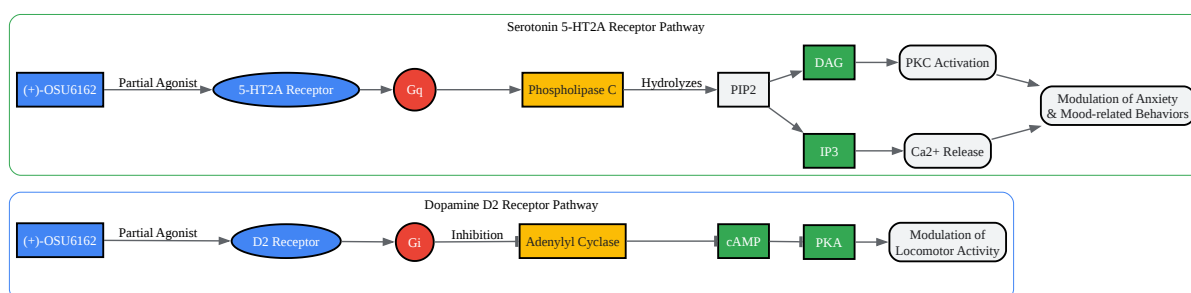 Serotonin 5-HT2A Receptor Pathway
(+)-OSU6162
Partial Agonist
5-HT2A Receptor
Gq
Phospholipase C
Hydrolyzes
PIP2
DAG
PKC Activation
IP3
Ca2+ Release
Modulation of Anxiety
& Mood-related Behaviors
Dopamine D2 Receptor Pathway
(+)-OSU6162
Partial Agonist
D2 Receptor
Gi
Inhibition
Adenylyl Cyclase
cAMP
PKA
Modulation of
Locomotor Activity